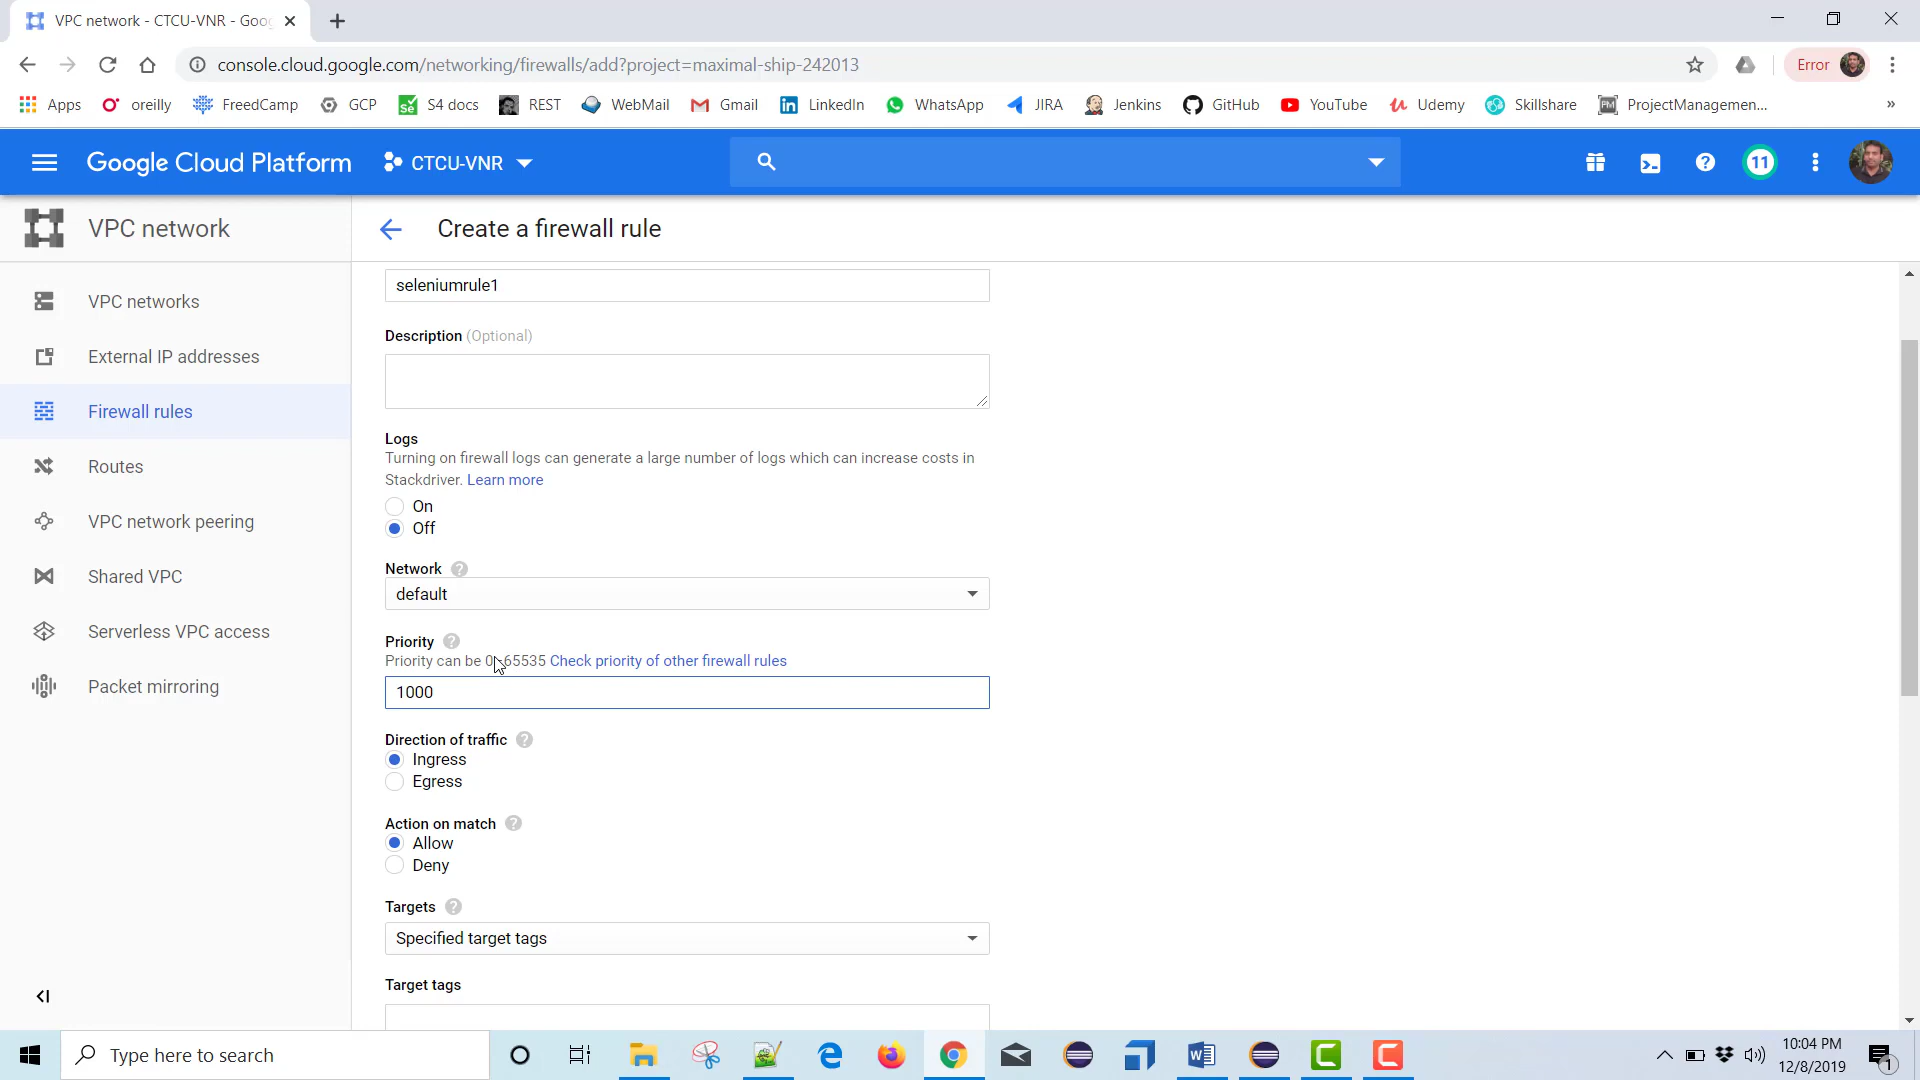 VPC network - CTCU-VNR - Goog
console.cloud.google.com/networking/firewalls/add?project=maximal-ship-242013
Error
Apps
oreilly
FreedCamp
GCP
S4 docs
REST
WebMail
Gmail
LinkedIn
WhatsApp
JIRA
Jenkins
GitHub
YouTube
Udemy
Skillshare
ProjectManagemen...
Google Cloud Platform
CTCU-VNR
11
VPC network
Create a firewall rule
VPC networks
External IP addresses
Firewall rules
Routes
VPC network peering
Shared VPC
Serverless VPC access
Packet mirroring
seleniumrule1
Description (Optional)
Logs
Turning on firewall logs can generate a large number of logs which can increase costs in
Stackdriver. Learn more
On
Off
Network
default
Priority
Priority can be 0 - 65535 Check priority of other firewall rules
1000
Direction of traffic
Ingress
Egress
Action on match
Allow
Deny
Targets
Specified target tags
Target tags
Type here to search
10:04 PM
12/8/2019
1